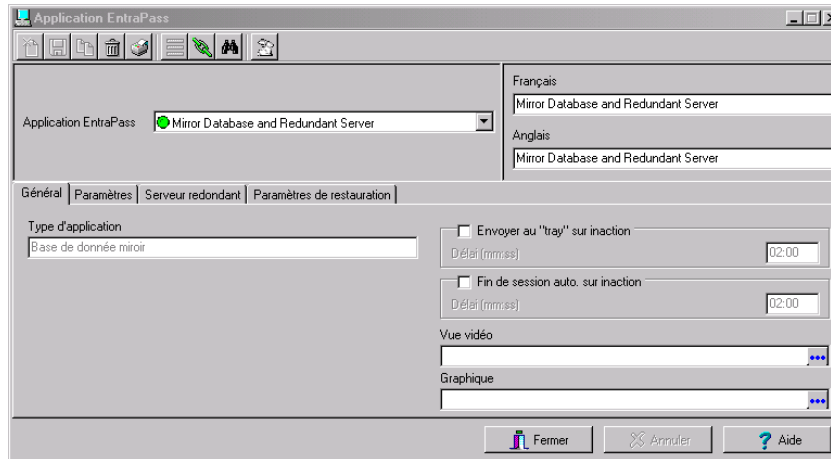 Application EntraPass
Français
Mirror Database and Redundant Server
Application EntraPass
Mirror Database and Redundant Server
Anglais
Mirror Database and Redundant Server
Général
Paramètres
Serveur redondant
Paramètres de restauration
Type d'application
Base de donnée miroir
Envoyer au "tray" sur inaction
Délai (mm:ss)
02:00
Fin de session auto. sur inaction
Délai (mm:ss)
02:00
Vue vidéo
Graphique
Fermer
Annuler
Aide